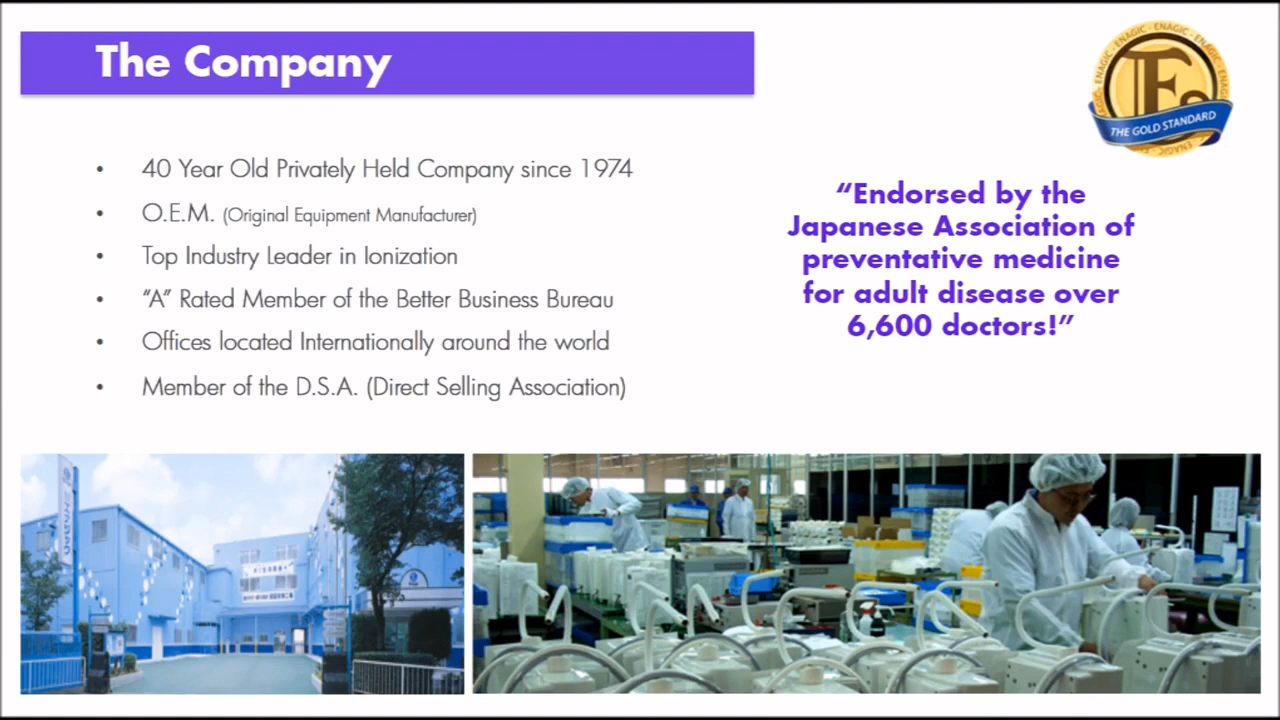 The Company
ENAGIC · ENAGIC · ENAGIC · ENAGIC
E8
THE GOLD STANDARD
• 40 Year Old Privately Held Company since 1974
• O.E.M. (Original Equipment Manufacturer)
• Top Industry Leader in Ionization
• “A” Rated Member of the Better Business Bureau
• Offices located Internationally around the world
• Member of the D.S.A. (Direct Selling Association)
“Endorsed by the
Japanese Association of
preventative medicine
for adult disease over
6,600 doctors!”